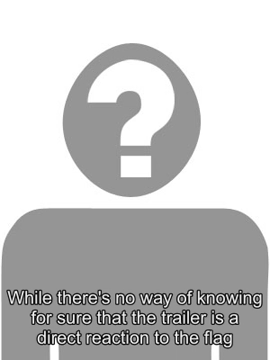 ?
While there's no way of knowing
for sure that the trailer is a
direct reaction to the flag